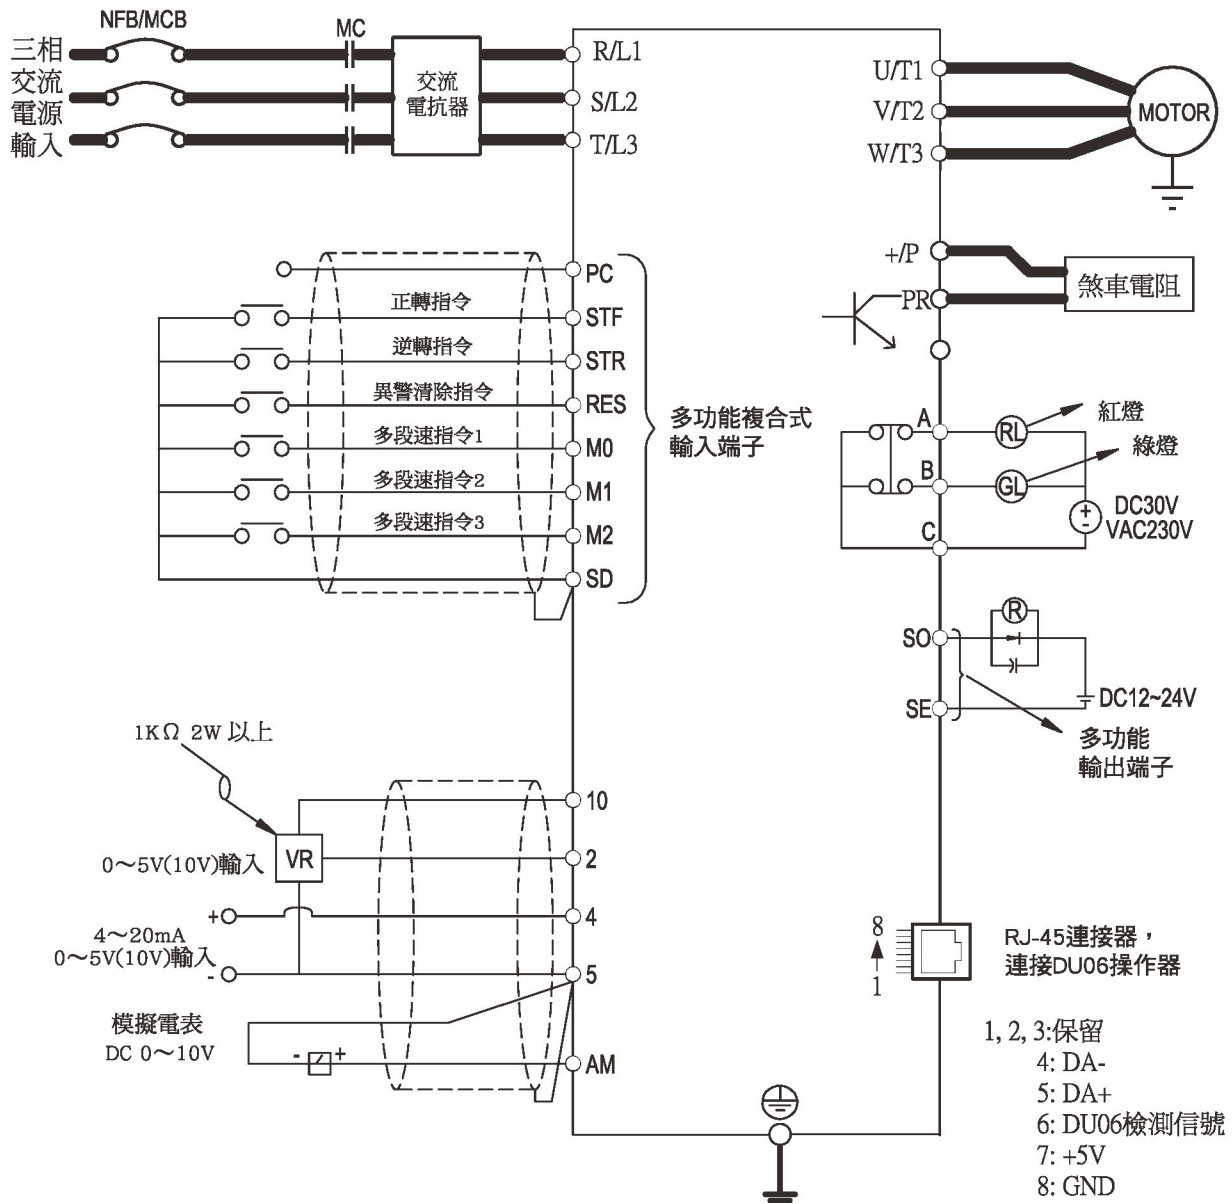 NFB/MCB
MC
三相
交流
電源
輸入
交流
電抗器
R/L1
S/L2
T/L3
U/T1
V/T2
W/T3
MOTOR
+/P
PR
煞車電阻
PC
正轉指令
STF
逆轉指令
STR
異警清除指令
RES
多段速指令1
M0
多段速指令2
M1
多段速指令3
M2
SD
多功能複合式
輸入端子
A
RL
紅燈
B
GL
綠燈
C
+
-
DC30V
VAC230V
SO
R
SE
DC12~24V
多功能
輸出端子
1KΩ 2W 以上
10
VR
0～5V(10V)輸入
2
+
4
4～20mA
0～5V(10V)輸入
-
5
模擬電表
DC 0～10V
-
+
AM
8
1
RJ-45連接器，
連接DU06操作器
1, 2, 3:保留
4: DA-
5: DA+
6: DU06檢測信號
7: +5V
8: GND